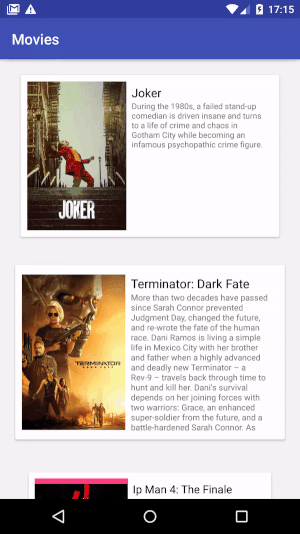 17:15
Movies
Joker
During the 1980s, a failed stand-up
comedian is driven insane and turns
to a life of crime and chaos in
Gotham City while becoming an
infamous psychopathic crime figure.
JOKER
Terminator: Dark Fate
More than two decades have passed
since Sarah Connor prevented
Judgment Day, changed the future,
and re-wrote the fate of the human
race. Dani Ramos is living a simple
life in Mexico City with her brother
and father when a highly advanced
and deadly new Terminator – a
Rev-9 – travels back through time to
hunt and kill her. Dani's survival
depends on her joining forces with
two warriors: Grace, an enhanced
super-soldier from the future, and a
battle-hardened Sarah Connor. As
TERMINATOR
DARK FATE
Ip Man 4: The Finale